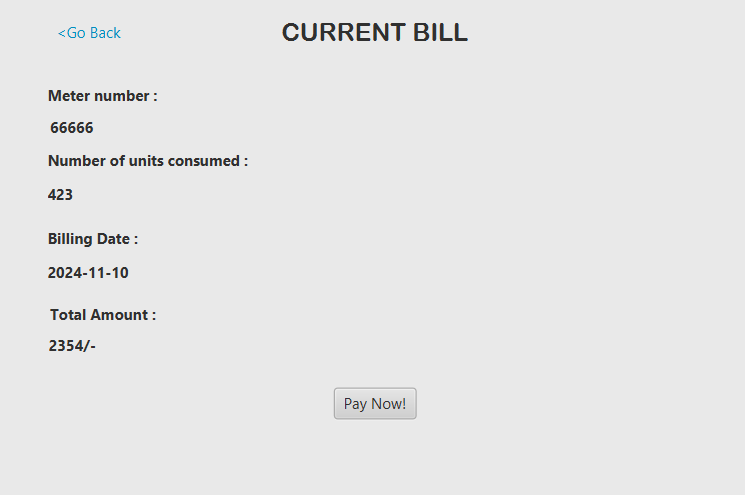 <Go Back
CURRENT BILL
Meter number :
66666
Number of units consumed :
423
Billing Date :
2024-11-10
Total Amount :
2354/-
Pay Now!